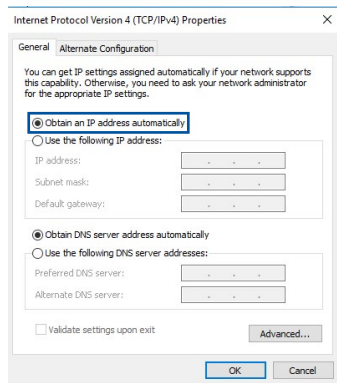 Internet Protocol Version 4 (TCP/IPv4) Properties
General Alternate Configuration
You can get IP settings assigned automatically if your network supports
this capability. Otherwise, you need to ask your network administrator
for the appropriate IP settings.
Obtain an IP address automatically
Use the following IP address:
IP address:
Subnet mask:
Default gateway:
Obtain DNS server address automatically
Use the following DNS server addresses:
Preferred DNS server:
Alternate DNS server:
Validate settings upon exit
Advanced...
OK Cancel